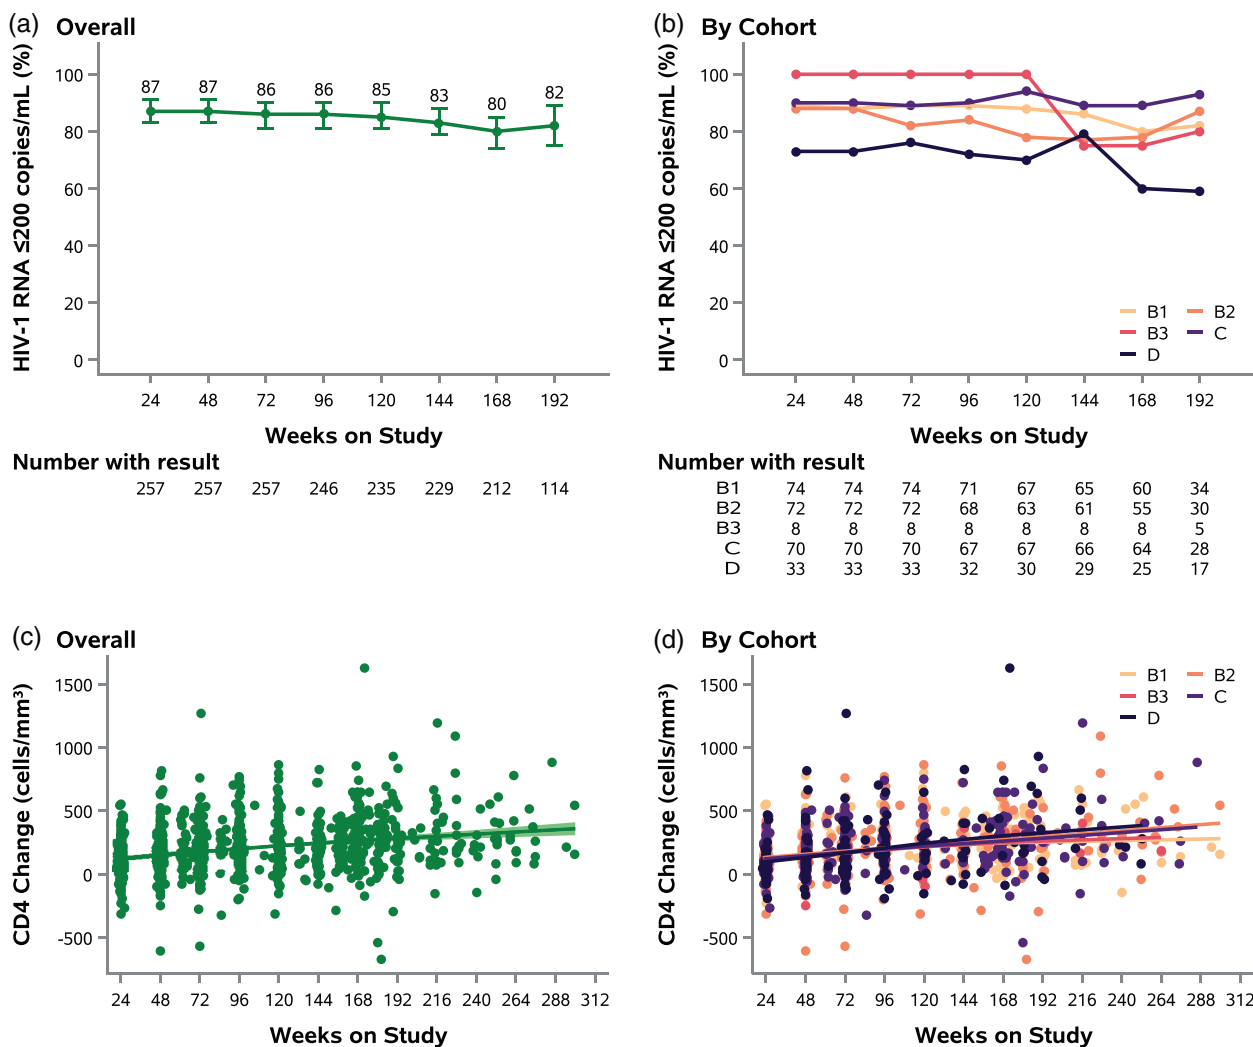 (a) Overall
HIV-1 RNA ≤200 copies/mL (%)
100
80
60
40
20
0
87 87 86 86 85 83 80 82
24 48 72 96 120 144 168 192
Weeks on Study
Number with result
257 257 257 246 235 229 212 114
(b) By Cohort
HIV-1 RNA ≤200 copies/mL (%)
100
80
60
40
20
0
B1 B2
B3 C
D
24 48 72 96 120 144 168 192
Weeks on Study
Number with result
B1 74 74 74 71 67 65 60 34
B2 72 72 72 68 63 61 55 30
B3 8 8 8 8 8 8 8 5
C 70 70 70 67 67 66 64 28
D 33 33 33 32 30 29 25 17
(c) Overall
CD4 Change (cells/mm³)
1500
1000
500
0
-500
24 48 72 96 120 144 168 192 216 240 264 288 312
Weeks on Study
(d) By Cohort
CD4 Change (cells/mm³)
1500
1000
500
0
-500
B1 B2
B3 C
D
24 48 72 96 120 144 168 192 216 240 264 288 312
Weeks on Study